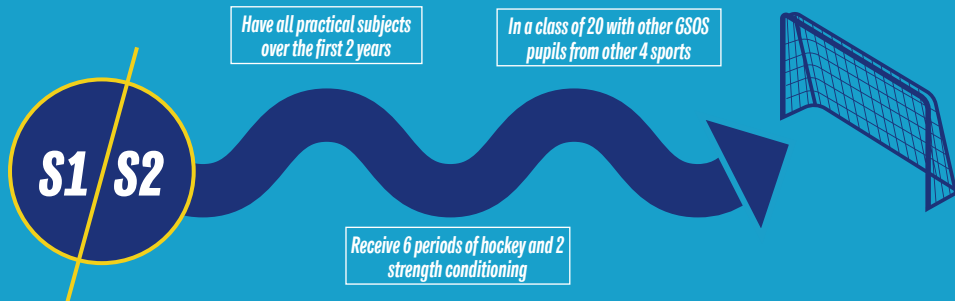 S1 S2
Have all practical subjects
over the first 2 years
Receive 6 periods of hockey and 2
strength conditioning
In a class of 20 with other GSOS
pupils from other 4 sports